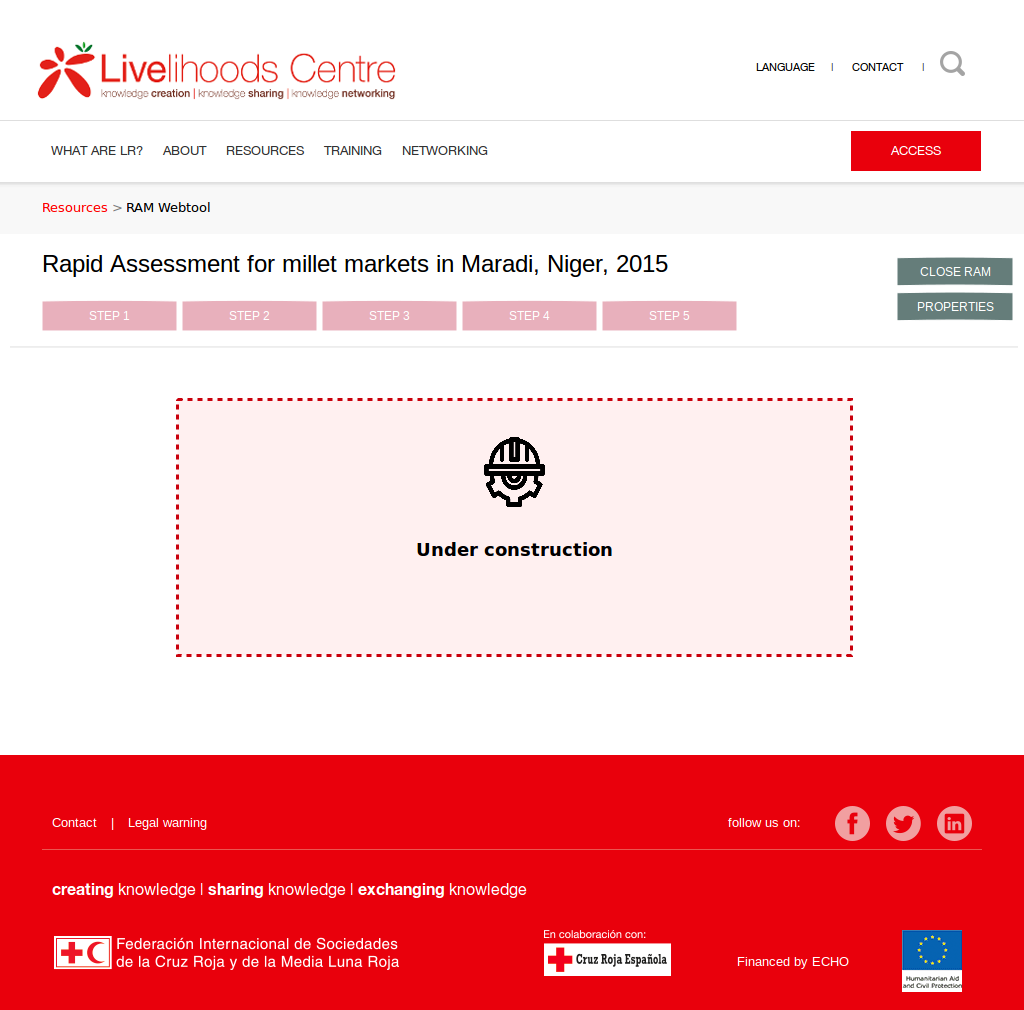 Livelihoods Centre
knowledge creation | knowledge sharing | knowledge networking
LANGUAGE | CONTACT |
WHAT ARE LR? ABOUT RESOURCES TRAINING NETWORKING ACCESS
Resources > RAM Webtool
Rapid Assessment for millet markets in Maradi, Niger, 2015
CLOSE RAM
PROPERTIES
STEP 1 STEP 2 STEP 3 STEP 4 STEP 5
Under construction
Contact | Legal warning
follow us on:
creating knowledge | sharing knowledge | exchanging knowledge
Federación Internacional de Sociedades
de la Cruz Roja y de la Media Luna Roja
En colaboración con:
Cruz Roja Española
Financed by ECHO
Humanitarian Aid
and Civil Protection